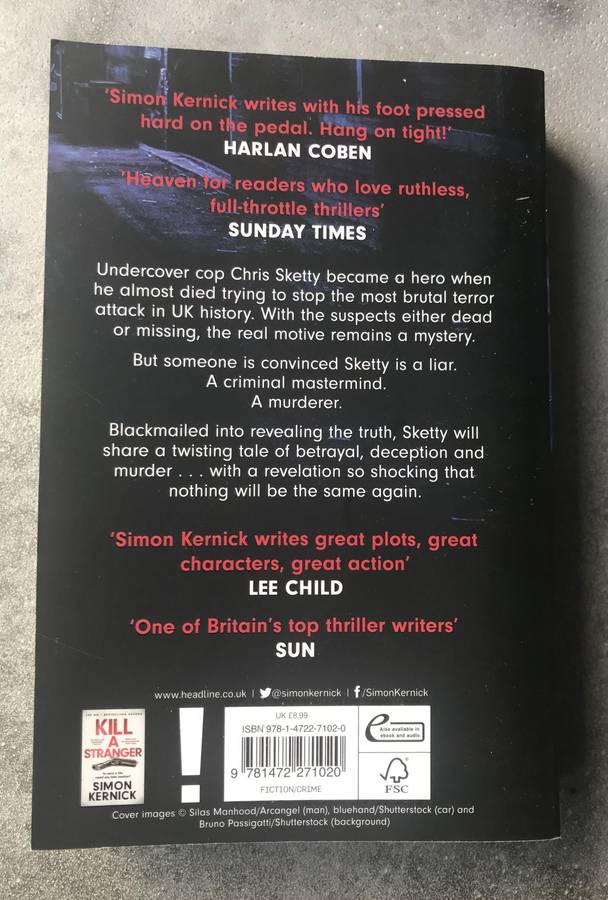 'Simon Kernick writes with his foot pressed
hard on the pedal. Hang on tight!'
HARLAN COBEN
'Heaven for readers who love ruthless,
full-throttle thrillers'
SUNDAY TIMES
Undercover cop Chris Sketty became a hero when
he almost died trying to stop the most brutal terror
attack in UK history. With the suspects either dead
or missing, the real motive remains a mystery.
But someone is convinced Sketty is a liar.
A criminal mastermind.
A murderer.
Blackmailed into revealing the truth, Sketty will
share a twisting tale of betrayal, deception and
murder . . . with a revelation so shocking that
nothing will be the same again.
'Simon Kernick writes great plots, great
characters, great action'
LEE CHILD
'One of Britain's top thriller writers'
SUN
www.headline.co.uk | @simonkernick | f/SimonKernick
KILL
A
STRANGER
SIMON
KERNICK
!
UK £8.99
ISBN 978-1-4722-7102-0
9 781472 271020
FICTION/CRIME
e
Also available in
ebook and audio
FSC
Cover images © Silas Manhood/Arcangel (man), bluehand/Shutterstock (car) and
Bruno Passigatti/Shutterstock (background)